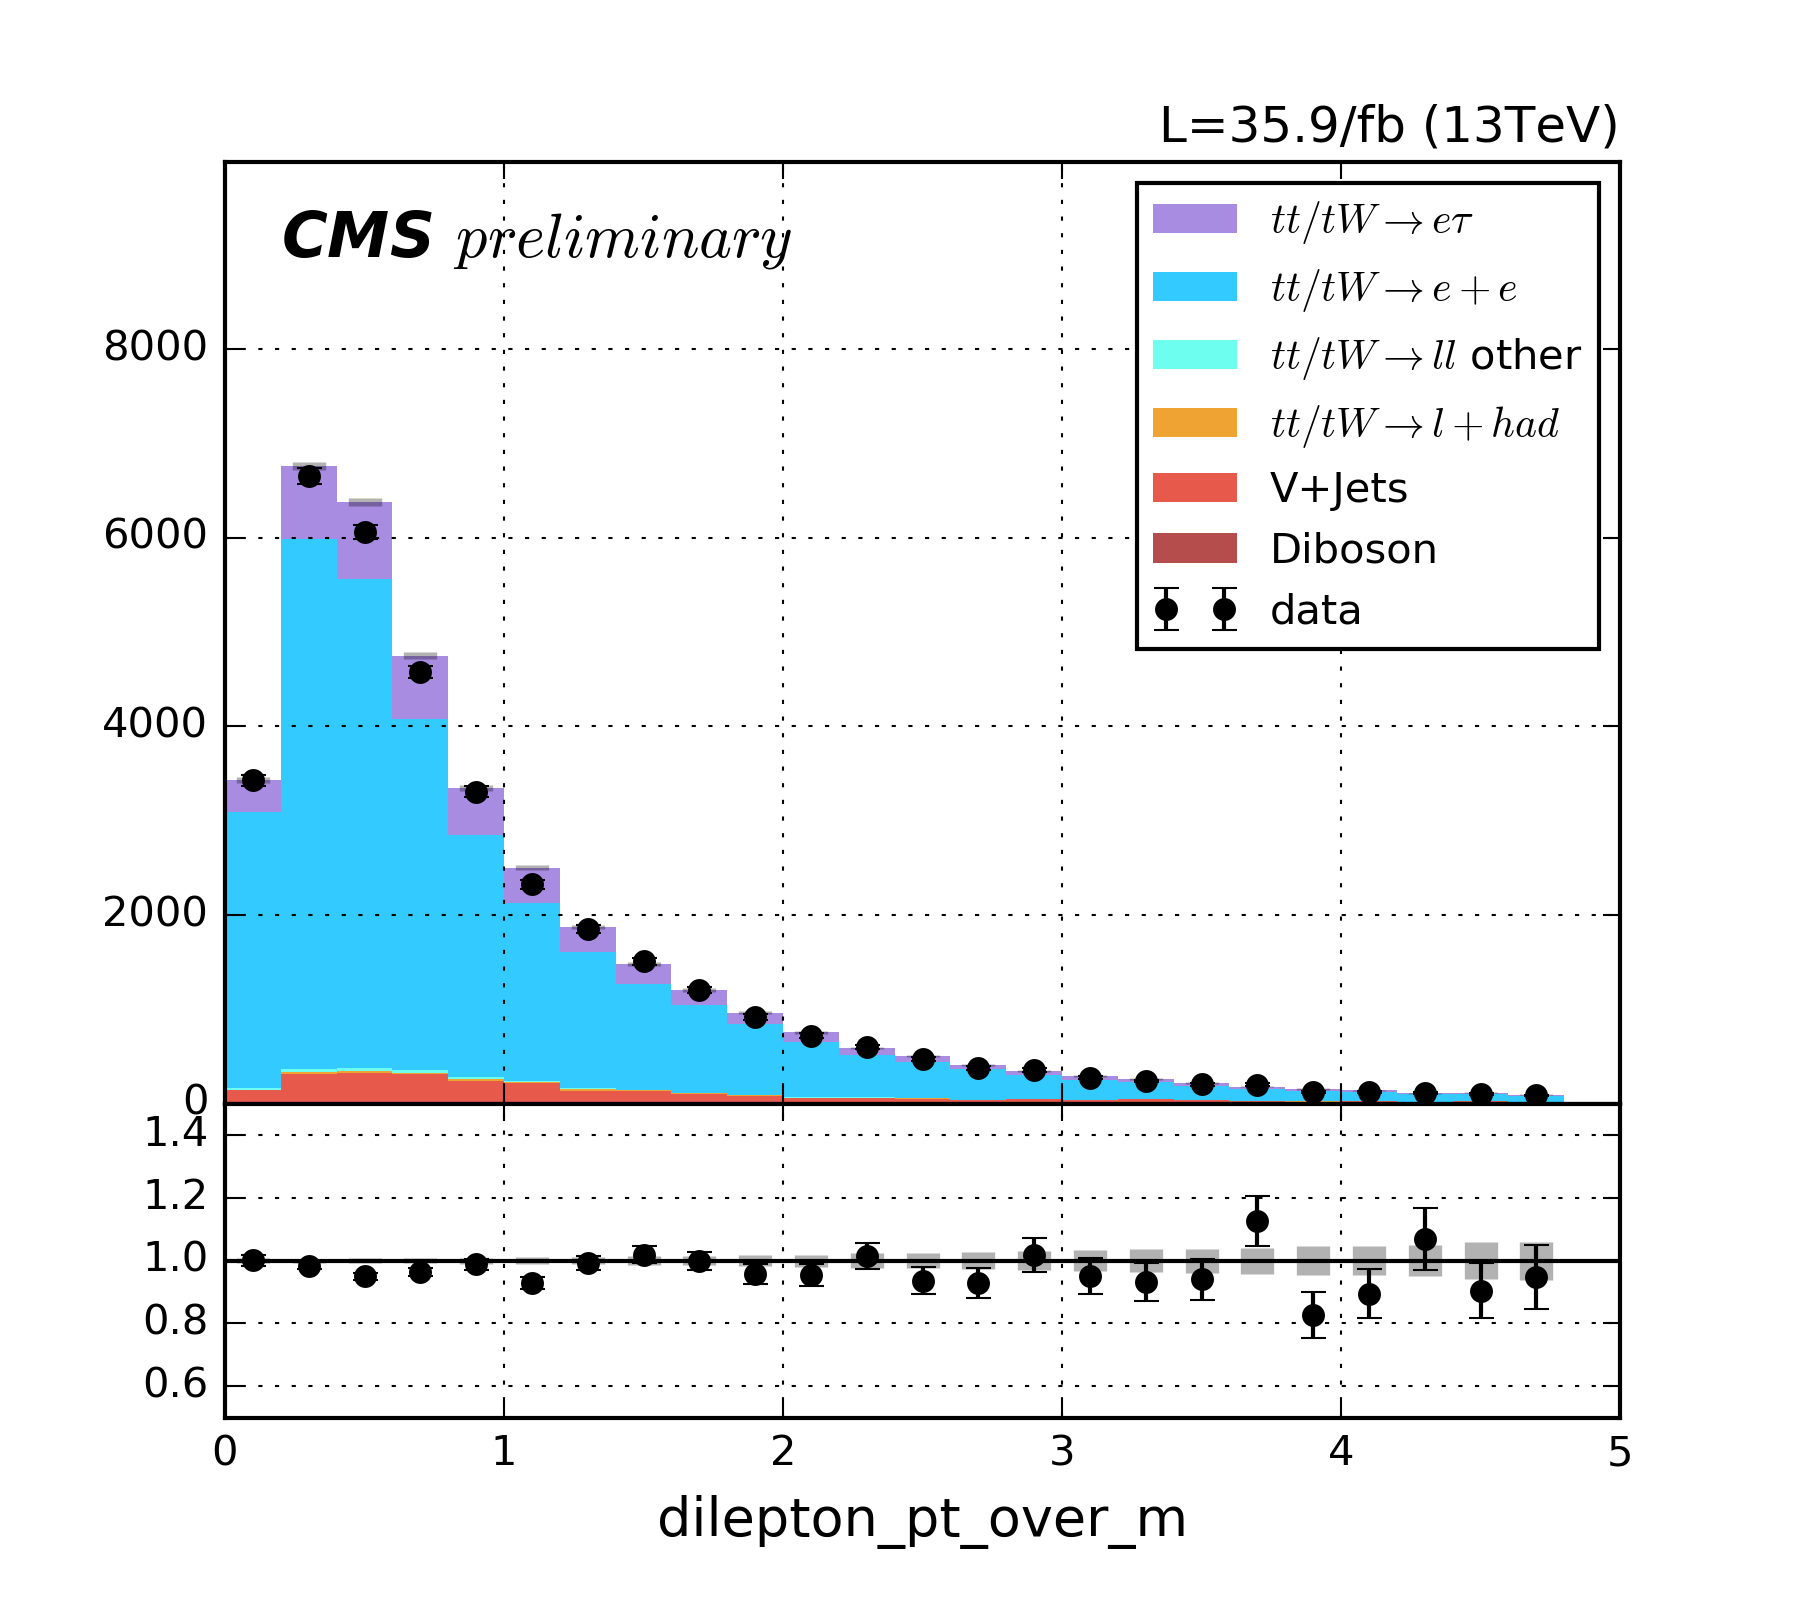 L=35.9/fb (13TeV)
CMS preliminary
tt/tW→eτ
tt/tW→e+e
tt/tW→ll other
tt/tW→l+had
V+Jets
Diboson
data
8000
6000
4000
2000
0
1.4
1.2
1.0
0.8
0.6
0 1 2 3 4 5
dilepton_pt_over_m